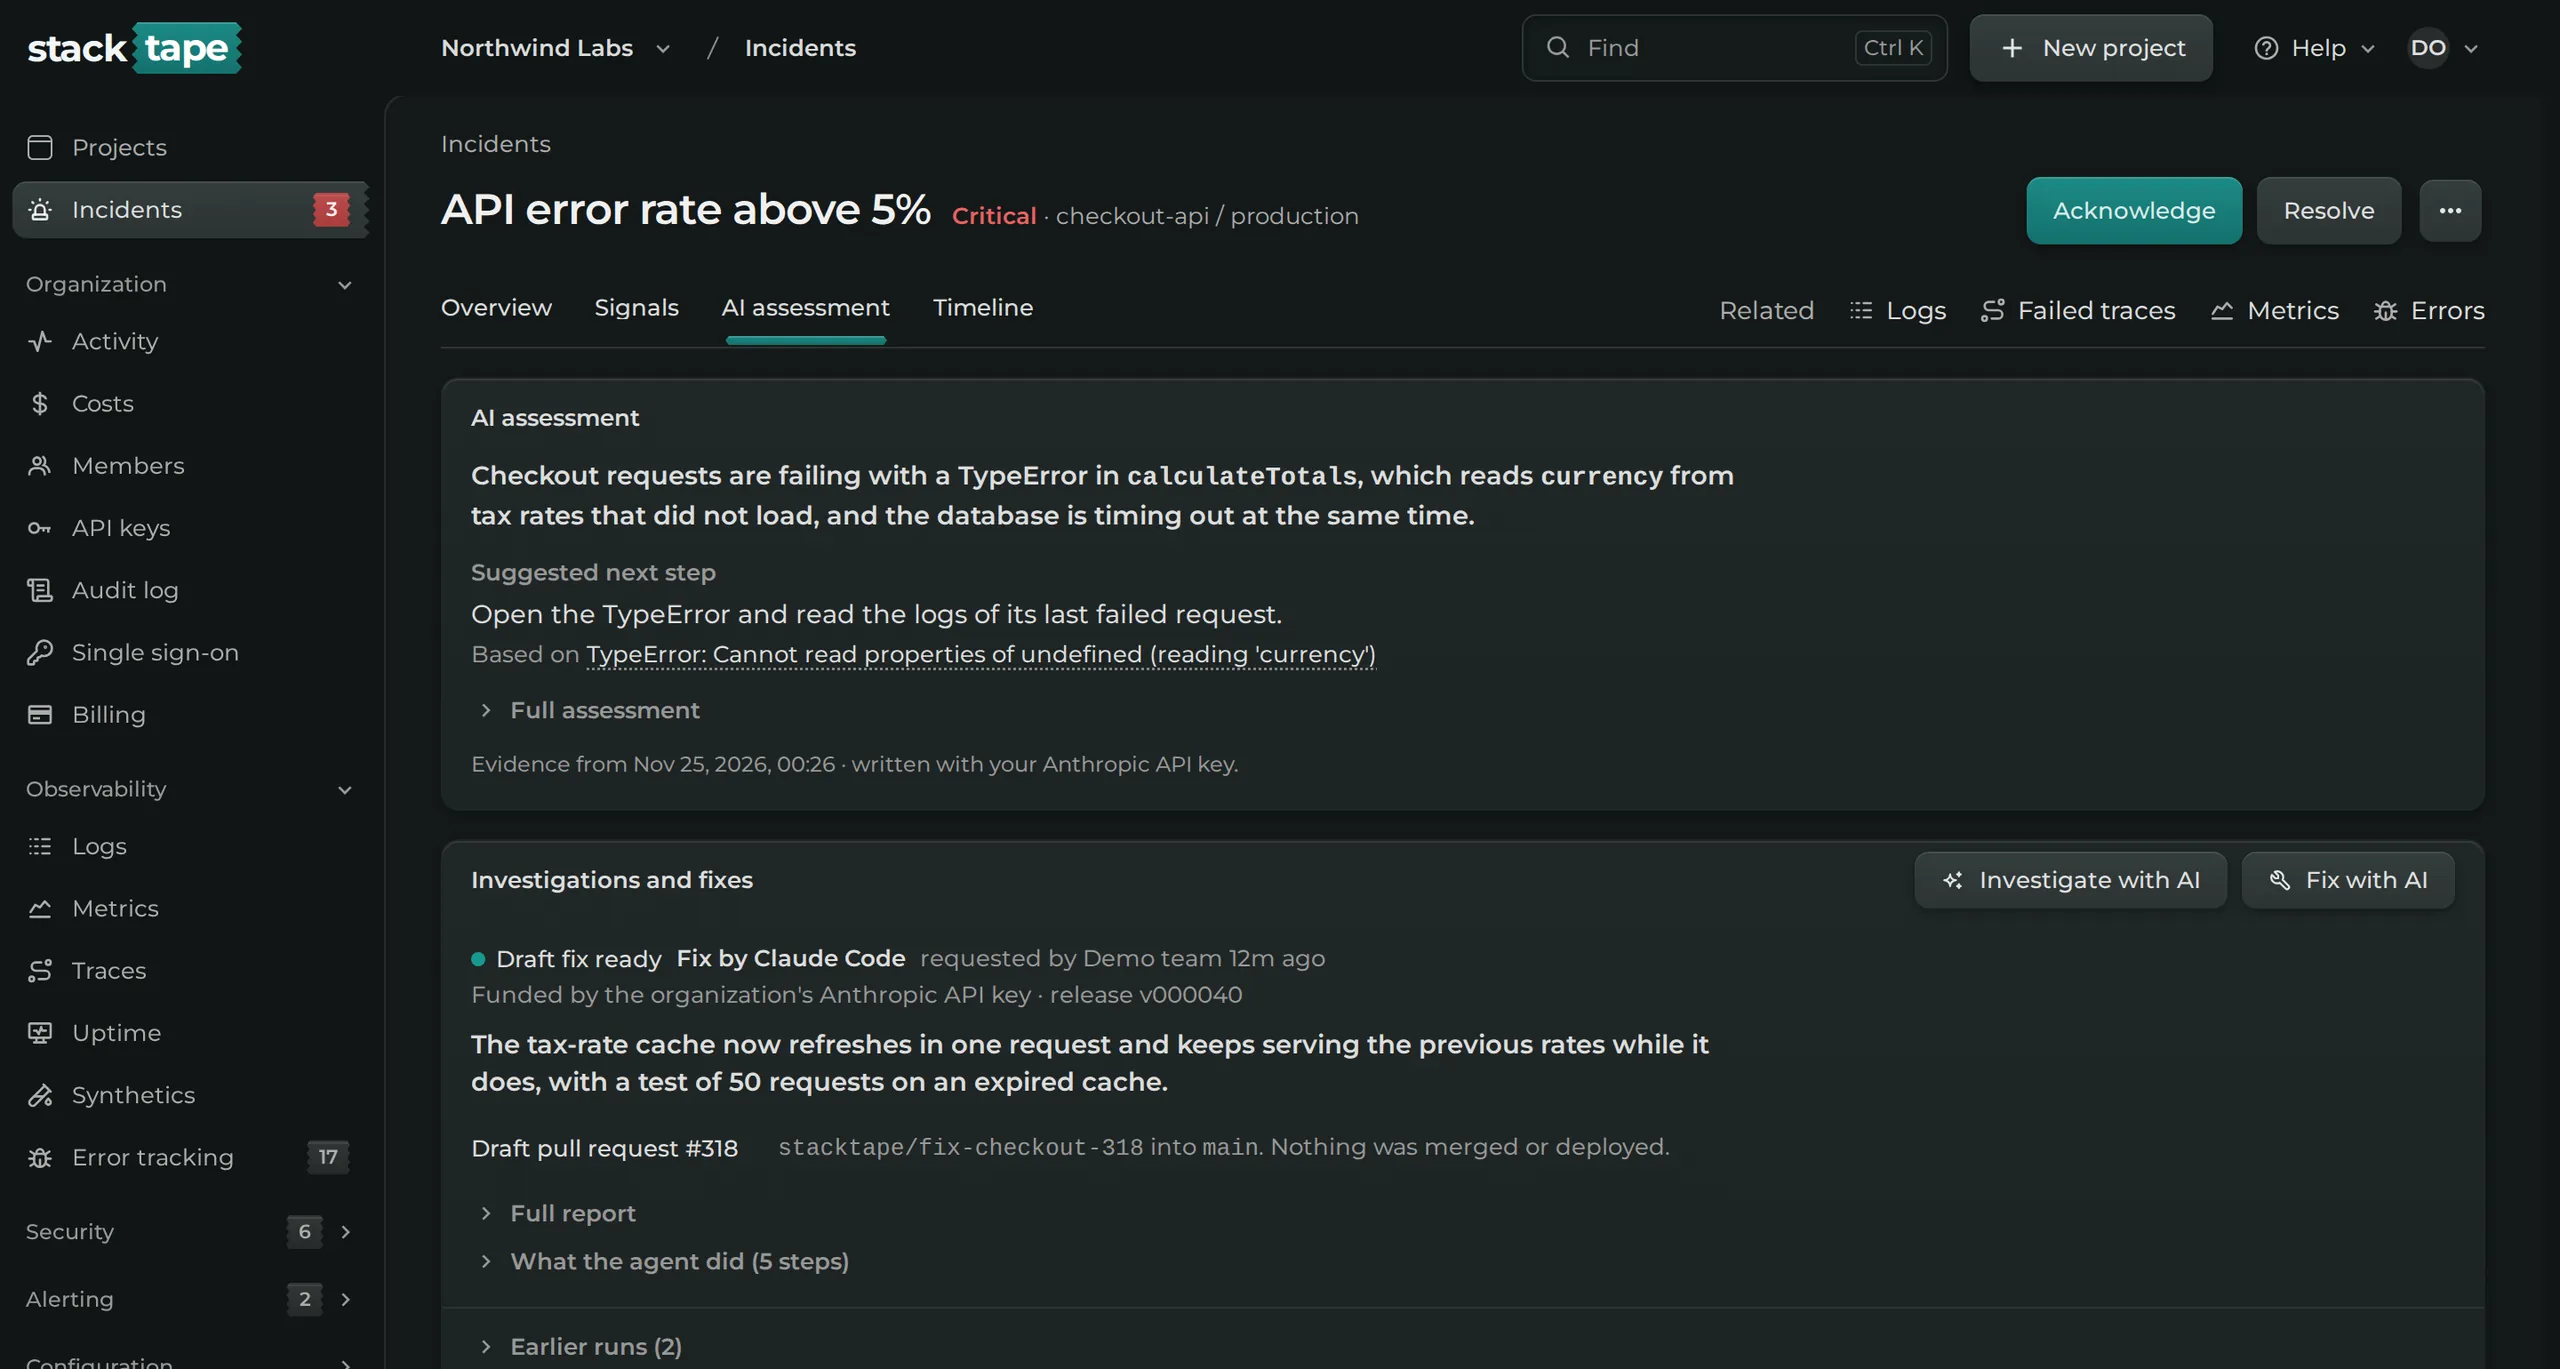 stacktape
Northwind Labs / Incidents
Find Ctrl K
New project
Help
DO
Projects
Incidents 3
Organization
Activity
Costs
Members
API keys
Audit log
Single sign-on
Billing
Observability
Logs
Metrics
Traces
Uptime
Synthetics
Error tracking 17
Security 6
Alerting 2
Configuration
Incidents
API error rate above 5% Critical · checkout-api / production
Acknowledge
Resolve
Overview Signals AI assessment Timeline
Related Logs Failed traces Metrics Errors
AI assessment
Checkout requests are failing with a TypeError in calculateTotals, which reads currency from
tax rates that did not load, and the database is timing out at the same time.
Suggested next step
Open the TypeError and read the logs of its last failed request.
Based on TypeError: Cannot read properties of undefined (reading 'currency')
Full assessment
Evidence from Nov 25, 2026, 00:26 · written with your Anthropic API key.
Investigations and fixes
Investigate with AI
Fix with AI
Draft fix ready Fix by Claude Code requested by Demo team 12m ago
Funded by the organization's Anthropic API key · release v000040
The tax-rate cache now refreshes in one request and keeps serving the previous rates while it
does, with a test of 50 requests on an expired cache.
Draft pull request #318 stacktape/fix-checkout-318 into main. Nothing was merged or deployed.
Full report
What the agent did (5 steps)
Earlier runs (2)